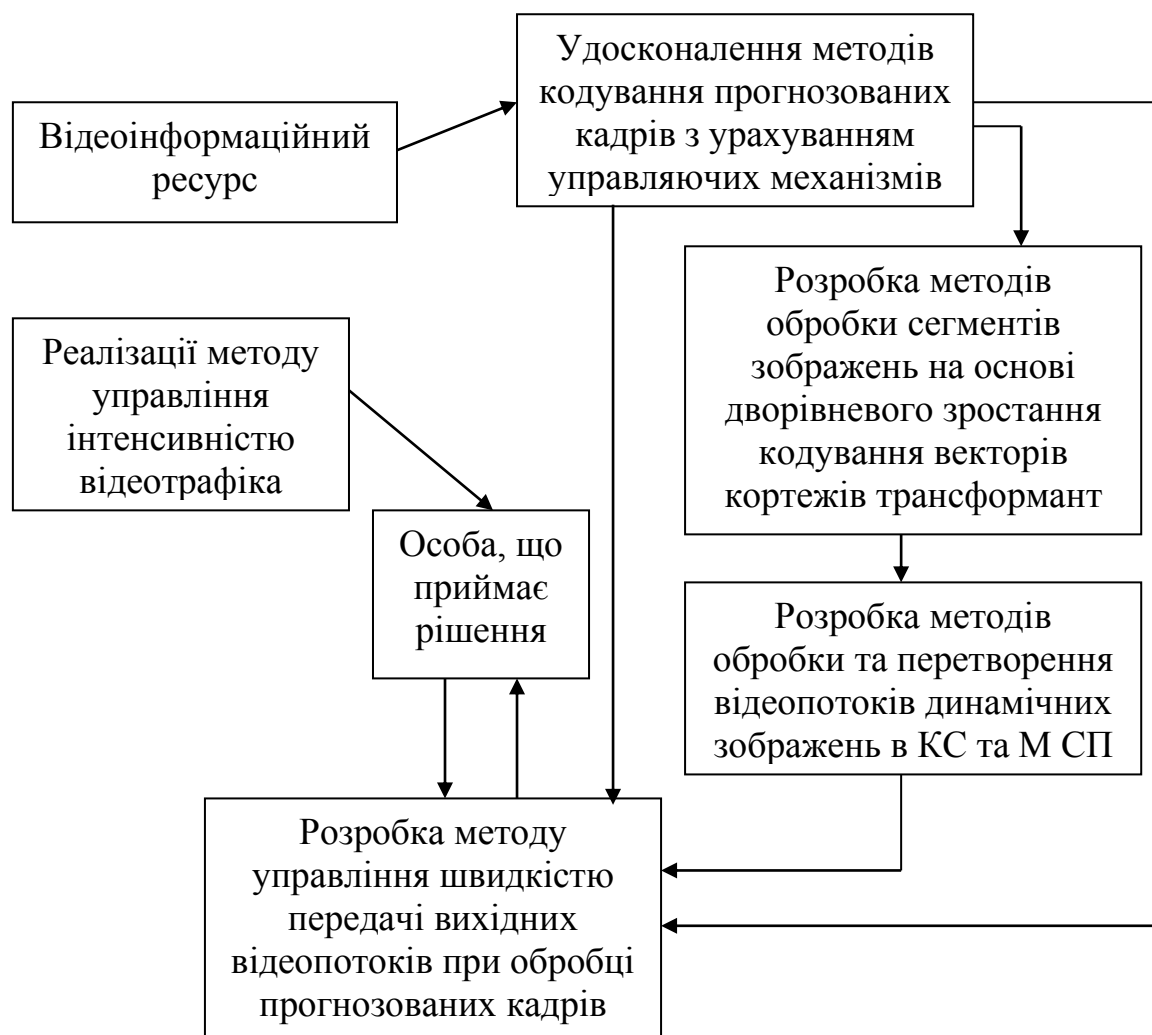 Удосконалення методів
кодування прогнозованих
кадрів з урахуванням
управляючих механізмів
Відеоінформаційний
ресурс
Розробка методів
обробки сегментів
зображень на основі
дворівневого зростання
кодування векторів
кортежів трансформант
Реалізації методу
управління
інтенсивністю
відеотрафіка
Особа, що
приймає
рішення
Розробка методів
обробки та перетворення
відеопотоків динамічних
зображень в КС та М СП
Розробка методу
управління швидкістю
передачі вихідних
відеопотоків при обробці
прогнозованих кадрів